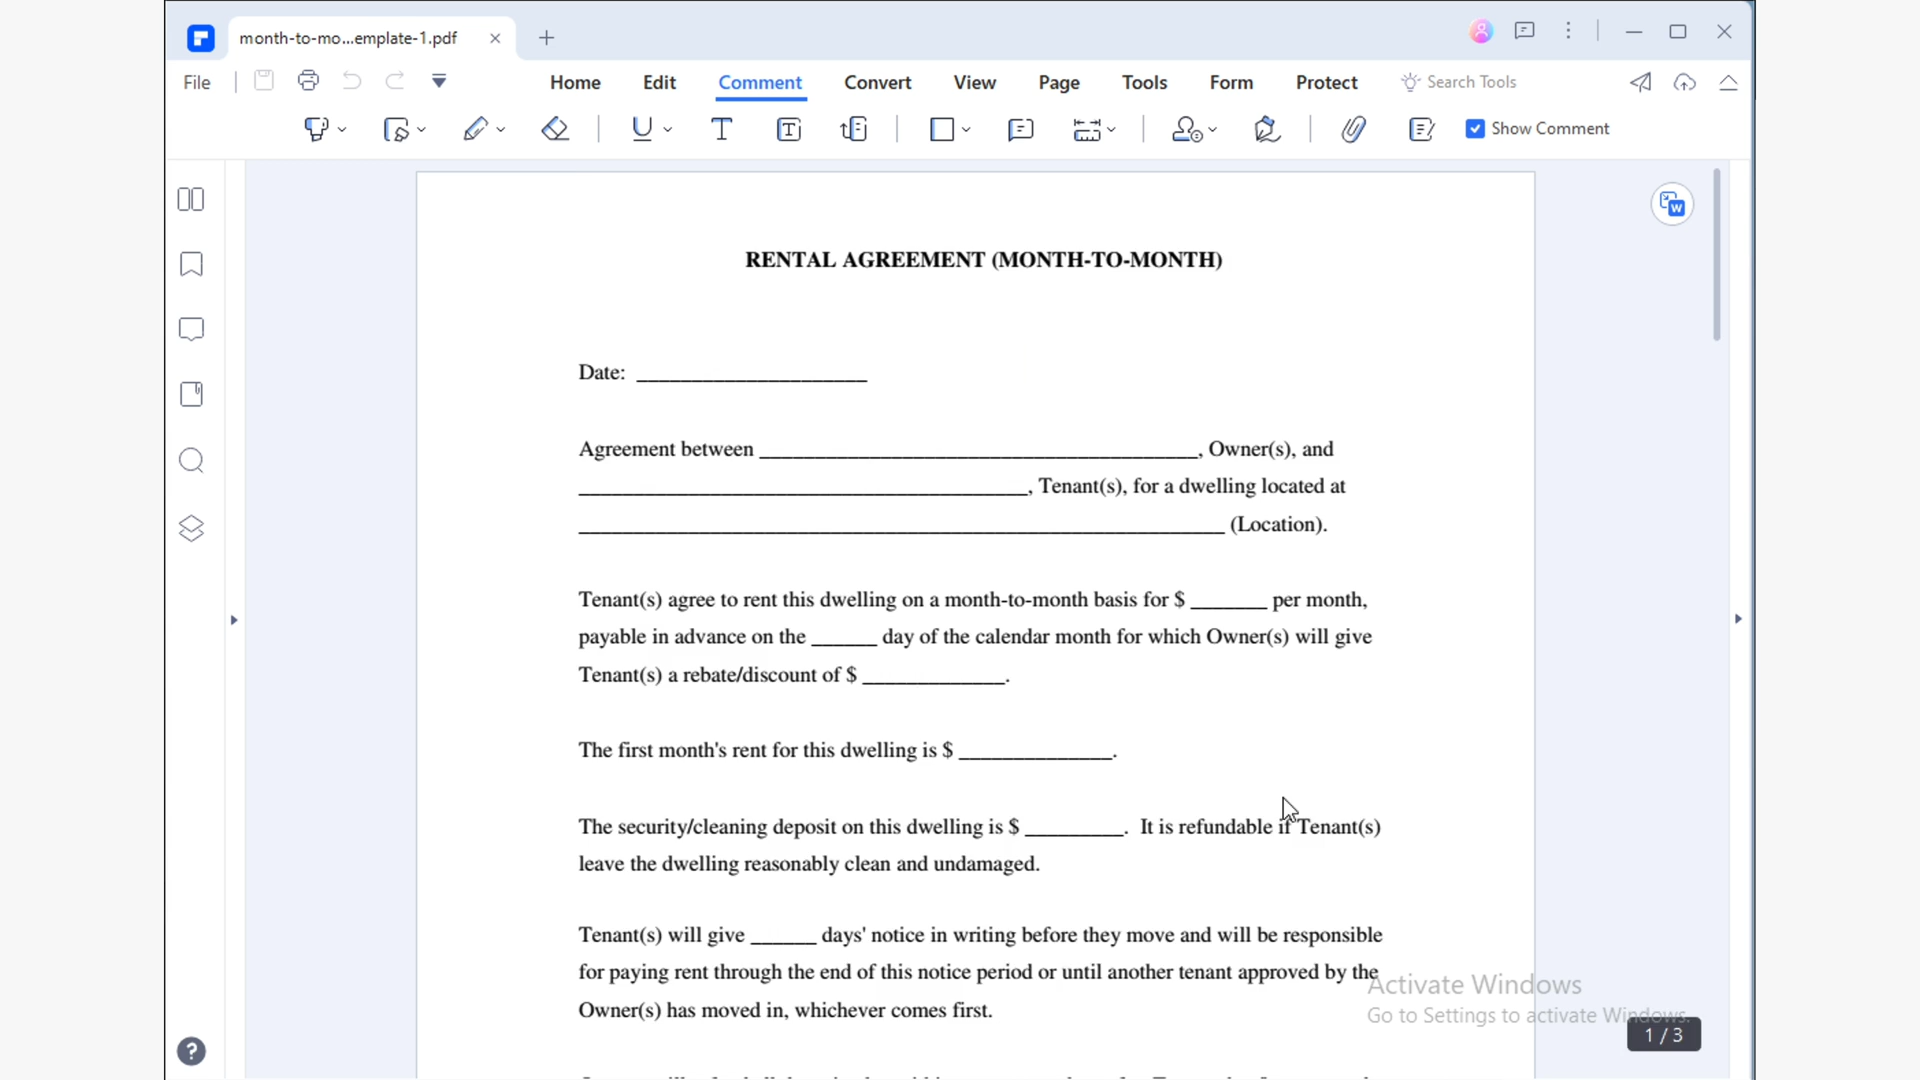 month-to-mo...emplate-1.pdf
File
Home Edit Comment Convert View Page Tools Form Protect Search Tools
Show Comment
RENTAL AGREEMENT (MONTH-TO-MONTH)
Date: _____________________
Agreement between ________________________________________, Owner(s), and
_________________________________________, Tenant(s), for a dwelling located at
___________________________________________________________ (Location).
Tenant(s) agree to rent this dwelling on a month-to-month basis for $ _______ per month,
payable in advance on the ______ day of the calendar month for which Owner(s) will give
Tenant(s) a rebate/discount of $ _____________.
The first month's rent for this dwelling is $ ______________.
The security/cleaning deposit on this dwelling is $ _________. It is refundable if Tenant(s)
leave the dwelling reasonably clean and undamaged.
Tenant(s) will give ______ days' notice in writing before they move and will be responsible
for paying rent through the end of this notice period or until another tenant approved by the
Owner(s) has moved in, whichever comes first.
Activate Windows
Go to Settings to activate Windows.
1 / 3